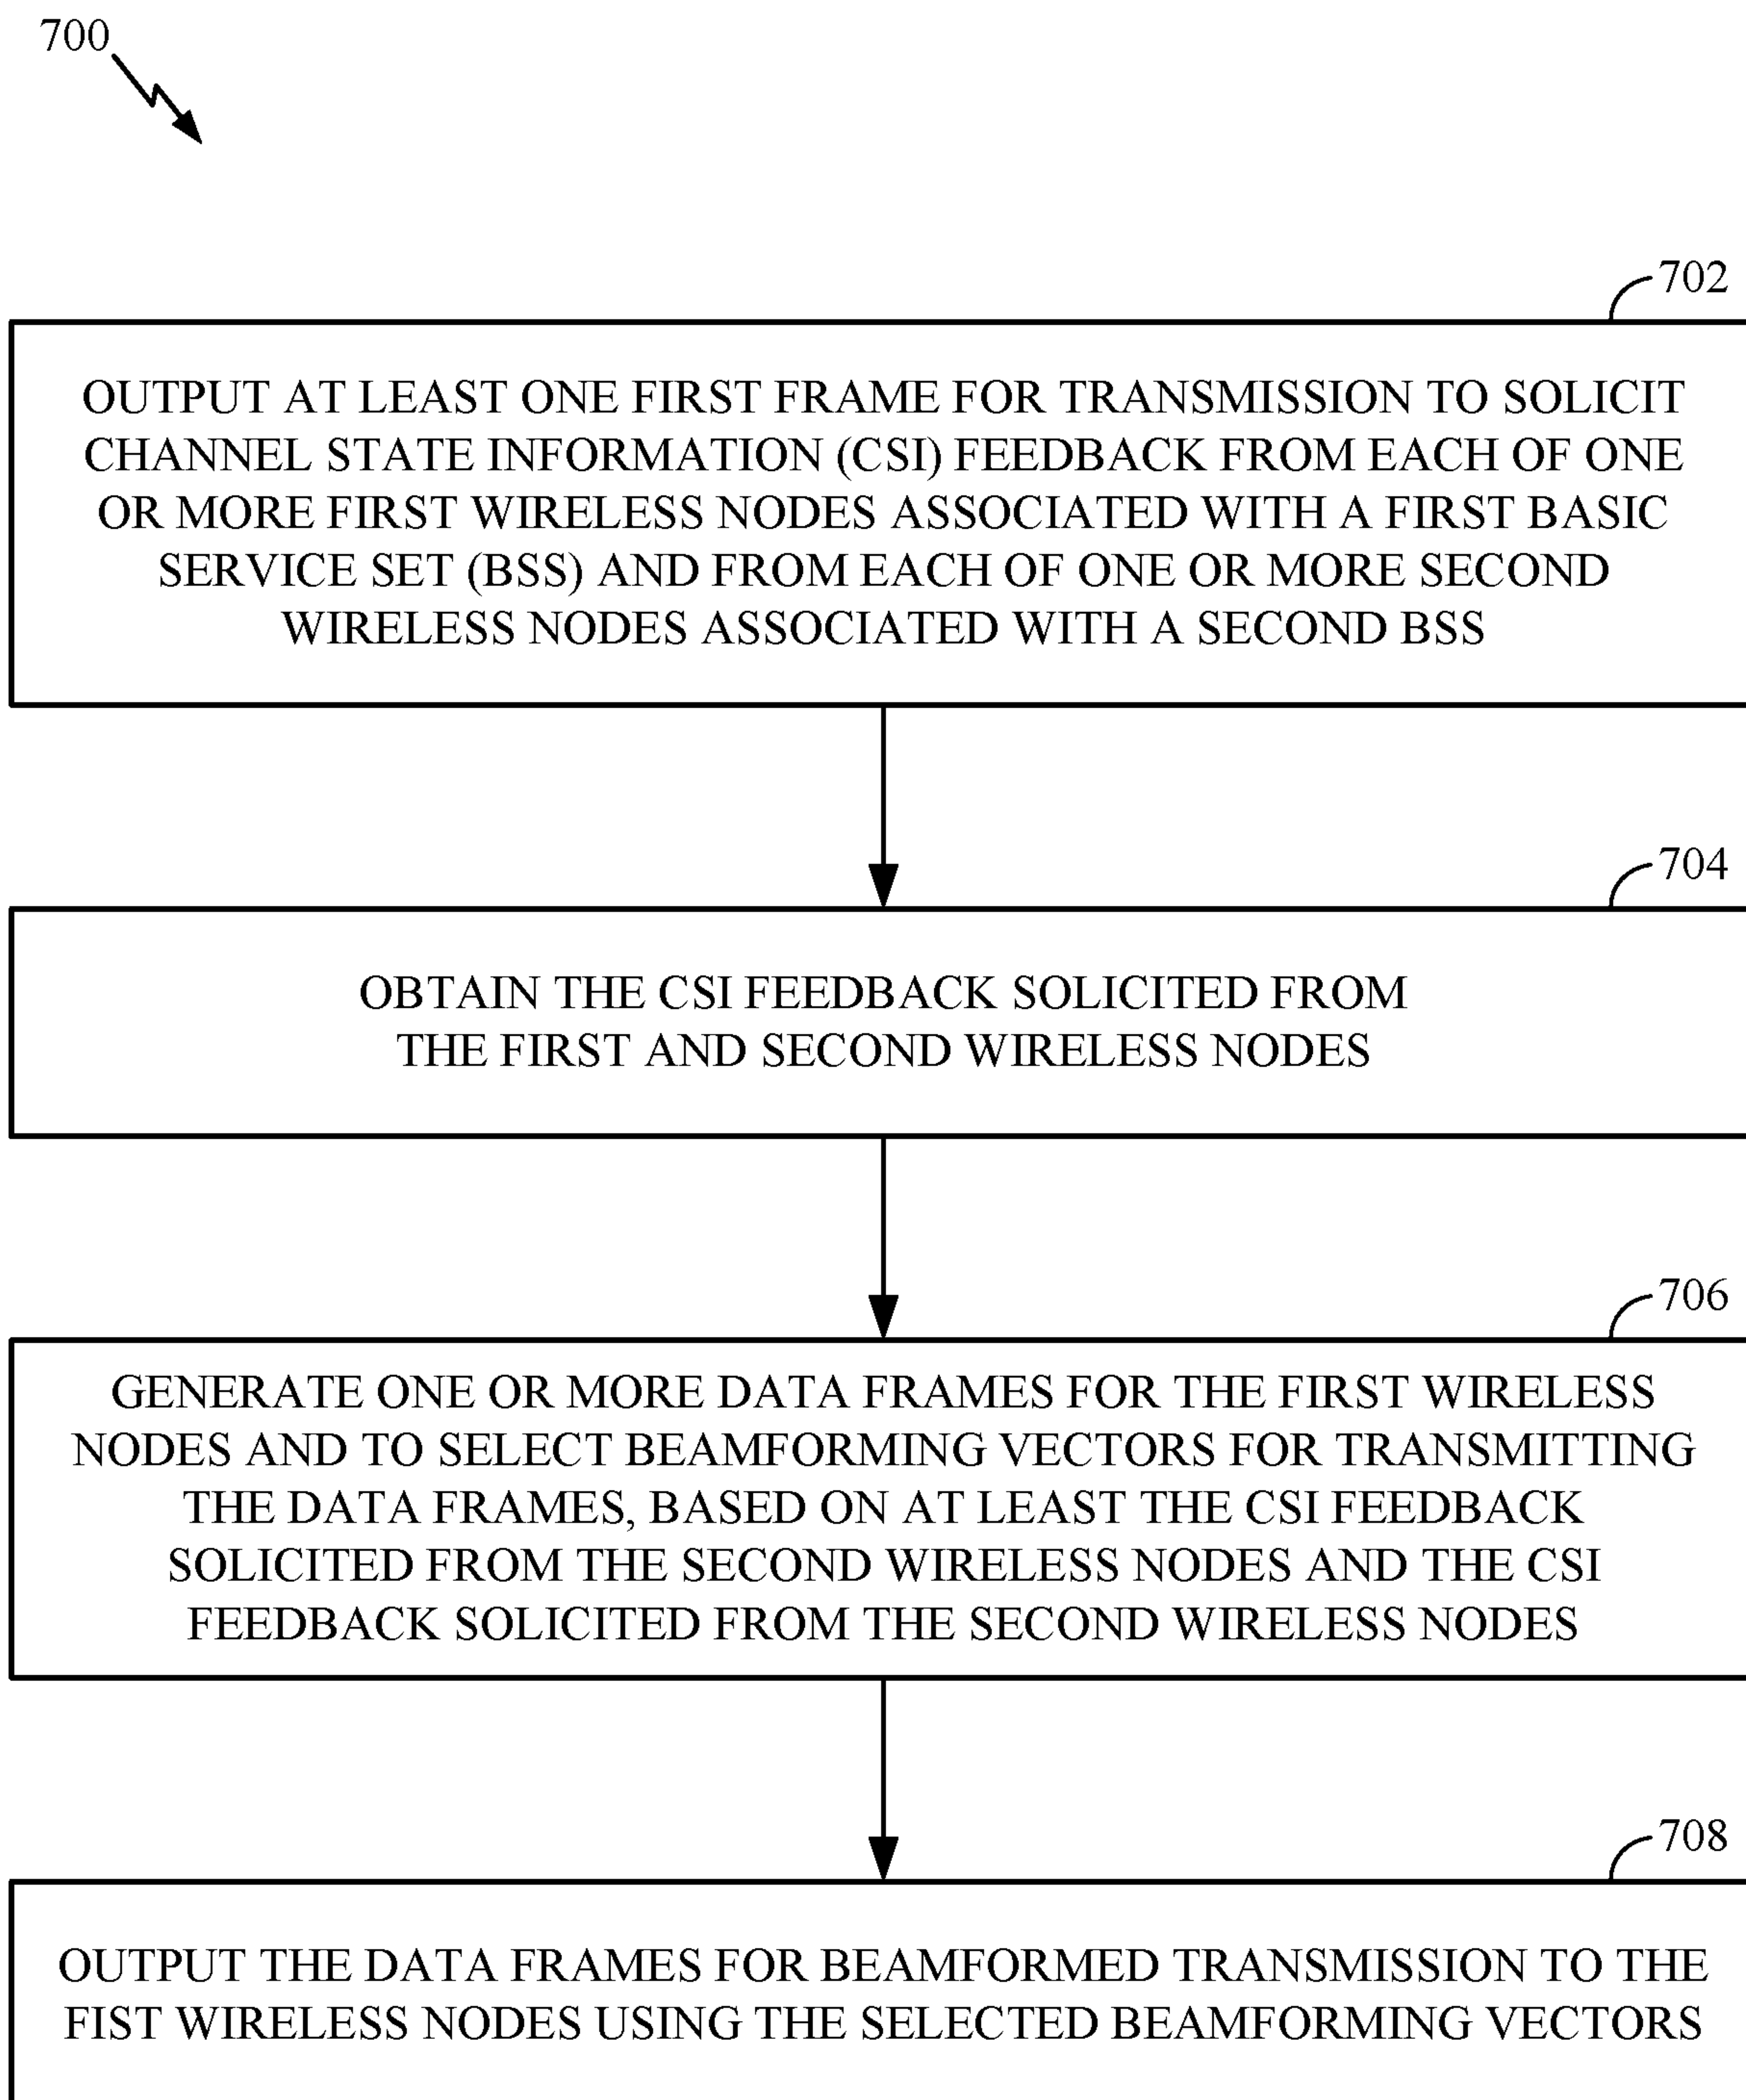 700
702
OUTPUT AT LEAST ONE FIRST FRAME FOR TRANSMISSION TO SOLICIT
CHANNEL STATE INFORMATION (CSI) FEEDBACK FROM EACH OF ONE
OR MORE FIRST WIRELESS NODES ASSOCIATED WITH A FIRST BASIC
SERVICE SET (BSS) AND FROM EACH OF ONE OR MORE SECOND
WIRELESS NODES ASSOCIATED WITH A SECOND BSS
704
OBTAIN THE CSI FEEDBACK SOLICITED FROM
THE FIRST AND SECOND WIRELESS NODES
706
GENERATE ONE OR MORE DATA FRAMES FOR THE FIRST WIRELESS
NODES AND TO SELECT BEAMFORMING VECTORS FOR TRANSMITTING
THE DATA FRAMES, BASED ON AT LEAST THE CSI FEEDBACK
SOLICITED FROM THE SECOND WIRELESS NODES AND THE CSI
FEEDBACK SOLICITED FROM THE SECOND WIRELESS NODES
708
OUTPUT THE DATA FRAMES FOR BEAMFORMED TRANSMISSION TO THE
FIST WIRELESS NODES USING THE SELECTED BEAMFORMING VECTORS